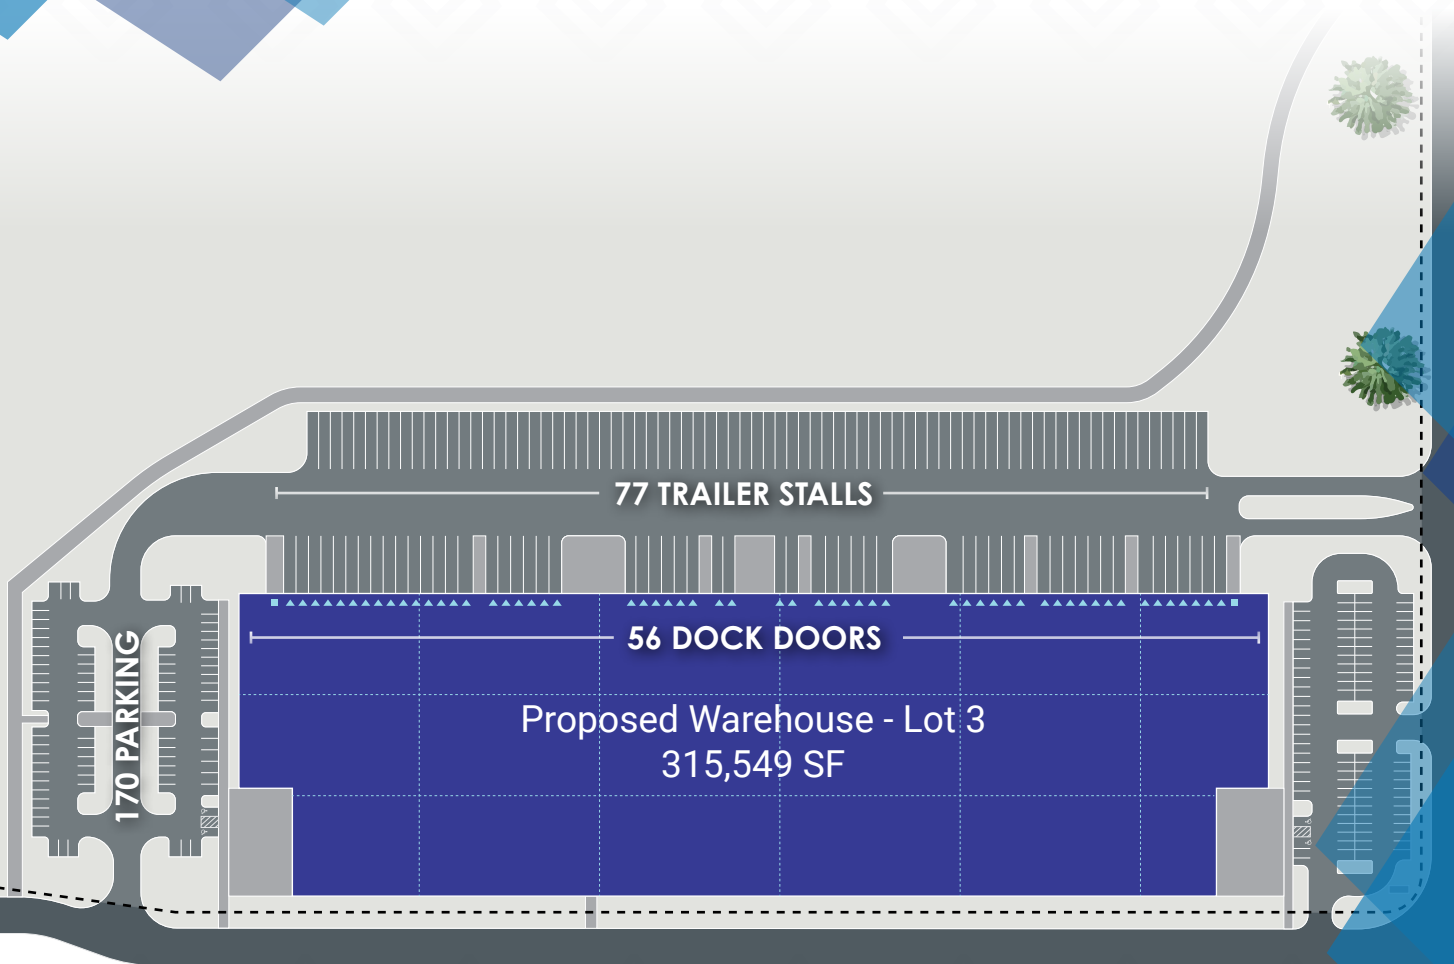 77 TRAILER STALLS
56 DOCK DOORS
Proposed Warehouse - Lot 3
315,549 SF
170 PARKING